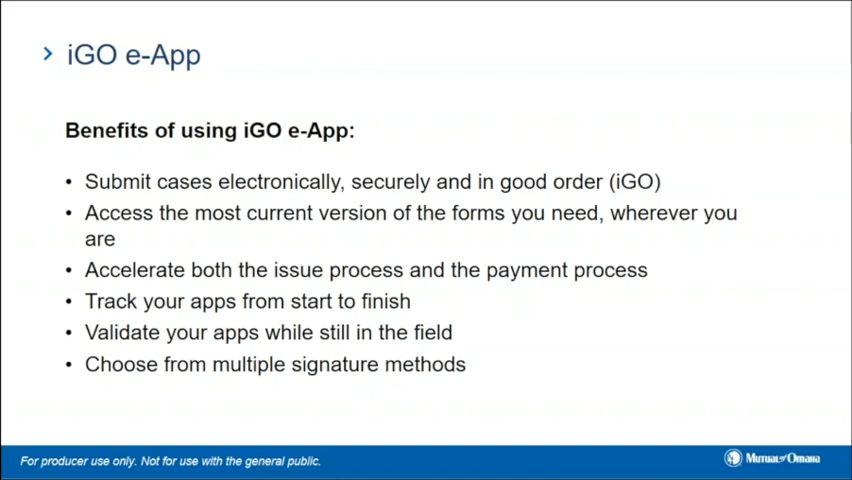 iGO e-App
Benefits of using iGO e-App:
• Submit cases electronically, securely and in good order (iGO)
• Access the most current version of the forms you need, wherever you
are
• Accelerate both the issue process and the payment process
• Track your apps from start to finish
• Validate your apps while still in the field
• Choose from multiple signature methods
For producer use only. Not for use with the general public.
Mutual of Omaha